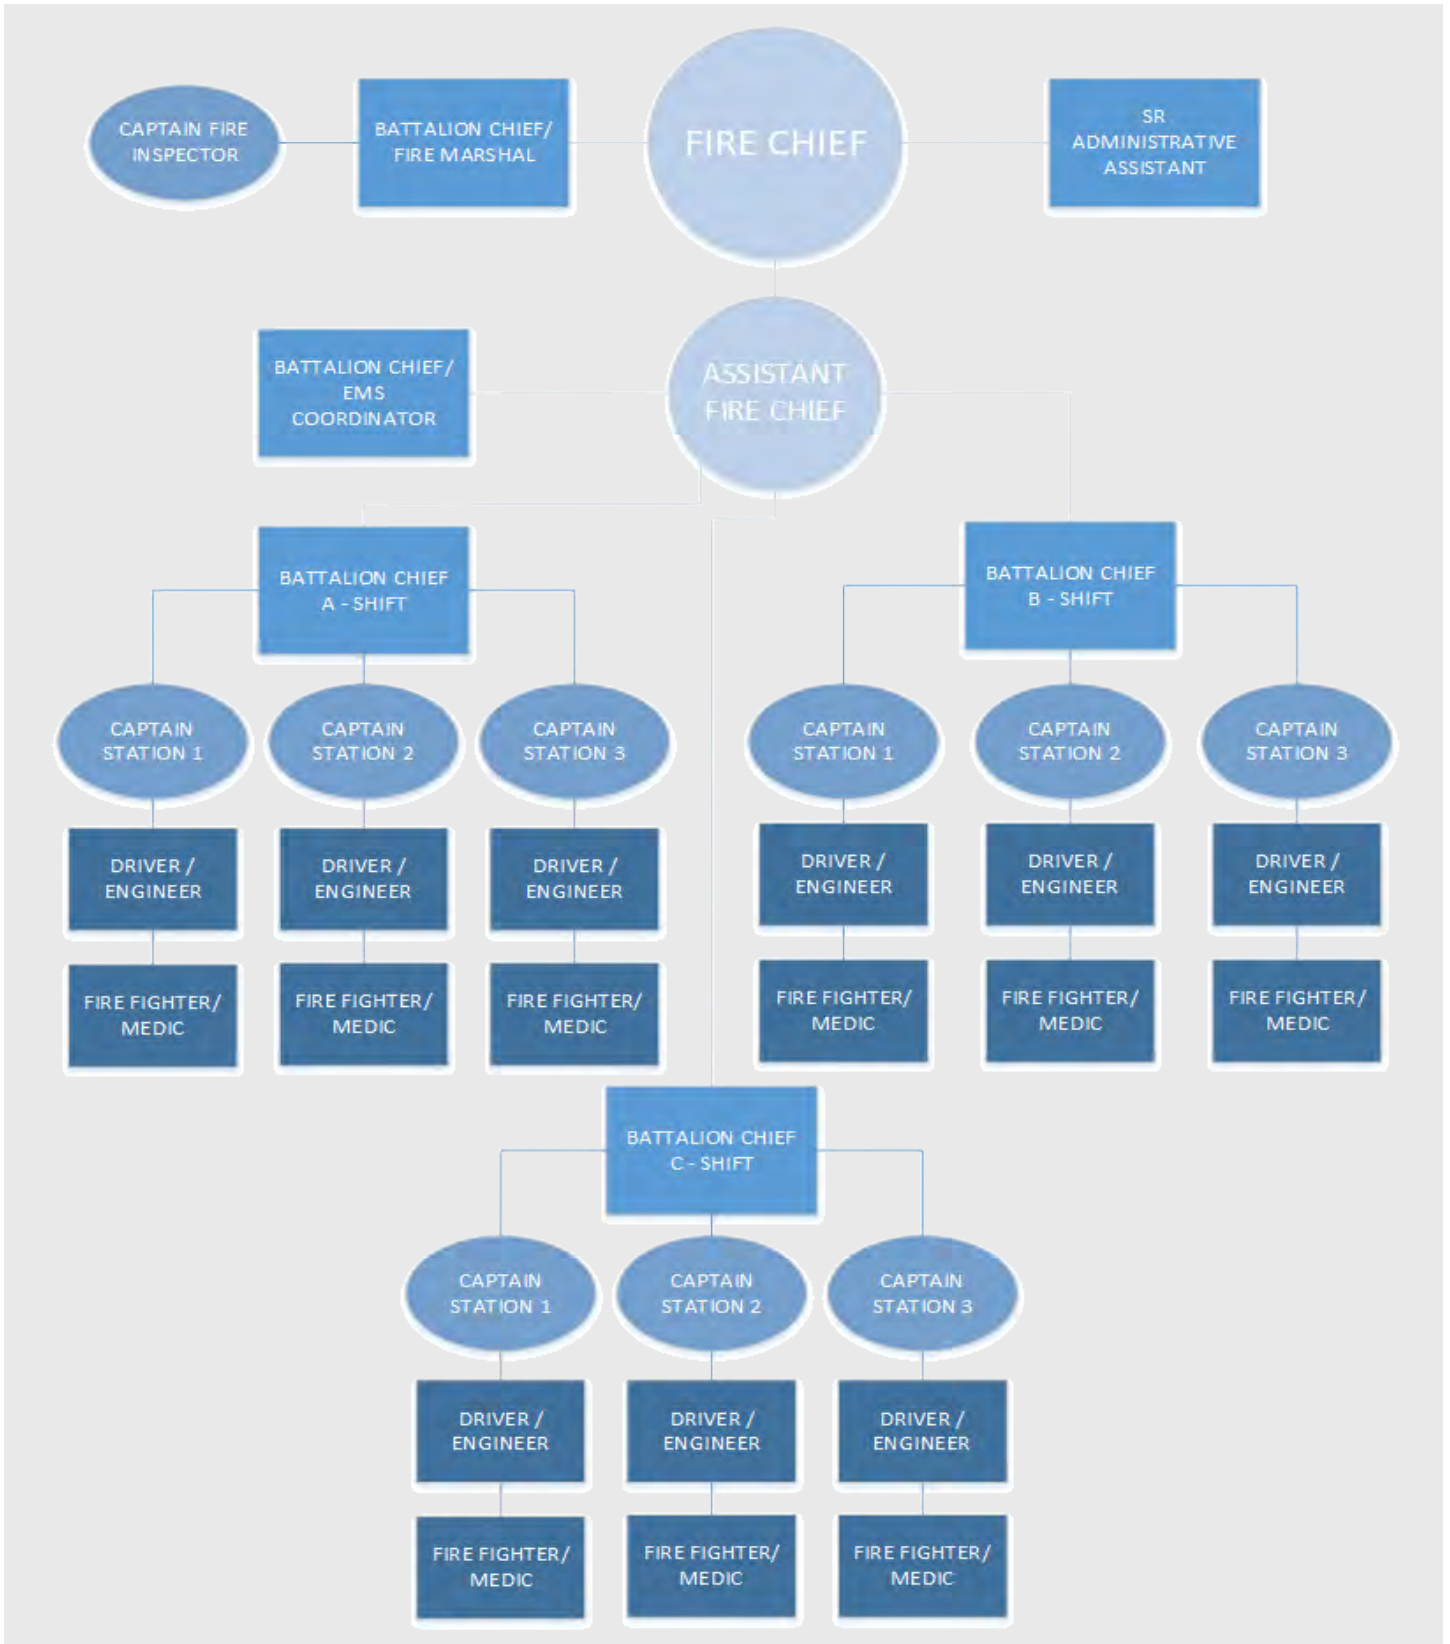 CAPTAIN FIRE
INSPECTOR
BATTALION CHIEF/
FIRE MARSHAL
FIRE CHIEF
SR
ADMINISTRATIVE
ASSISTANT
BATTALION CHIEF/
EMS
COORDINATOR
ASSISTANT
FIRE CHIEF
BATTALION CHIEF
A - SHIFT
CAPTAIN
STATION 1
CAPTAIN
STATION 2
CAPTAIN
STATION 3
DRIVER /
ENGINEER
DRIVER /
ENGINEER
DRIVER /
ENGINEER
FIRE FIGHTER/
MEDIC
FIRE FIGHTER/
MEDIC
FIRE FIGHTER/
MEDIC
BATTALION CHIEF
B - SHIFT
CAPTAIN
STATION 1
CAPTAIN
STATION 2
CAPTAIN
STATION 3
DRIVER /
ENGINEER
DRIVER /
ENGINEER
DRIVER /
ENGINEER
FIRE FIGHTER/
MEDIC
FIRE FIGHTER/
MEDIC
FIRE FIGHTER/
MEDIC
BATTALION CHIEF
C - SHIFT
CAPTAIN
STATION 1
CAPTAIN
STATION 2
CAPTAIN
STATION 3
DRIVER /
ENGINEER
DRIVER /
ENGINEER
DRIVER /
ENGINEER
FIRE FIGHTER/
MEDIC
FIRE FIGHTER/
MEDIC
FIRE FIGHTER/
MEDIC